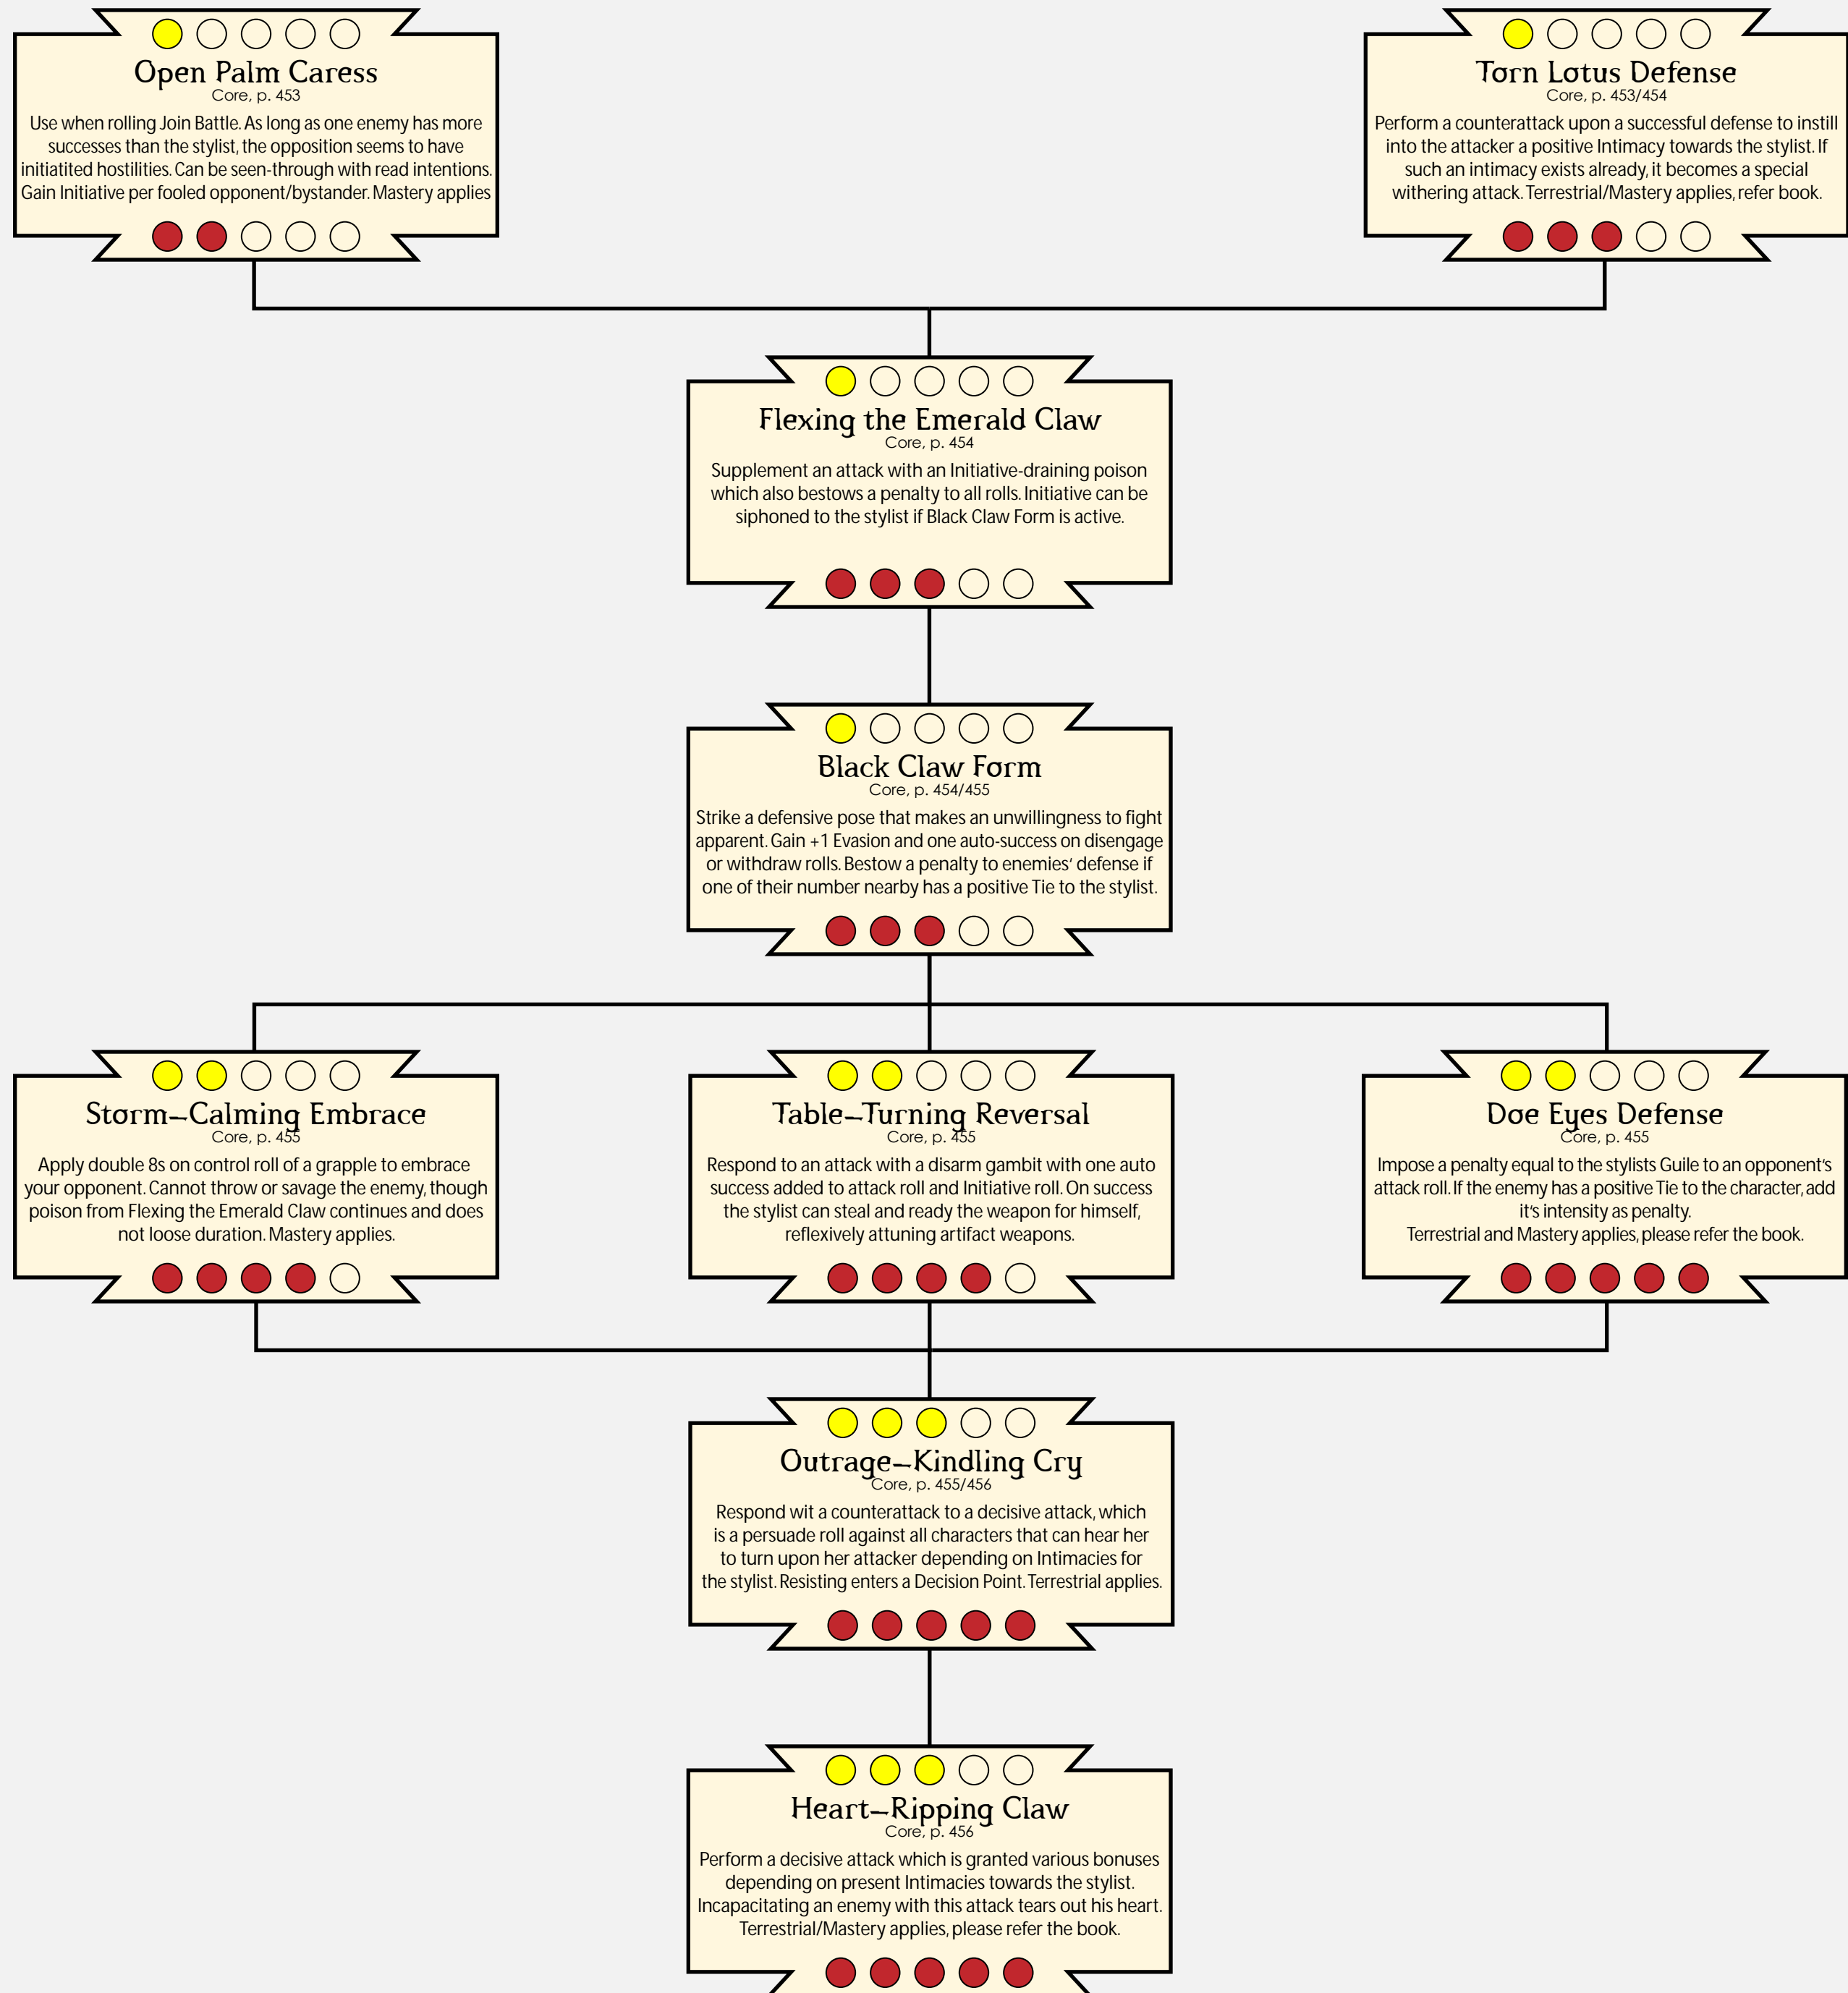 Open Palm Caress
Core, p. 453
Use when rolling Join Battle. As long as one enemy has more
successes than the stylist, the opposition seems to have
initiatited hostilities. Can be seen-through with read intentions.
Gain Initiative per fooled opponent/bystander. Mastery applies
Torn Lotus Defense
Core, p. 453/454
Perform a counterattack upon a successful defense to instill
into the attacker a positive Intimacy towards the stylist. If
such an intimacy exists already, it becomes a special
withering attack. Terrestrial/Mastery applies, refer book.
Flexing the Emerald Claw
Core, p. 454
Supplement an attack with an Initiative-draining poison
which also bestows a penalty to all rolls. Initiative can be
siphoned to the stylist if Black Claw Form is active.
Black Claw Form
Core, p. 454/455
Strike a defensive pose that makes an unwillingness to fight
apparent. Gain +1 Evasion and one auto-success on disengage
or withdraw rolls. Bestow a penalty to enemies' defense if
one of their number nearby has a positive Tie to the stylist.
Storm-Calming Embrace
Core, p. 455
Apply double 8s on control roll of a grapple to embrace
your opponent. Cannot throw or savage the enemy, though
poison from Flexing the Emerald Claw continues and does
not loose duration. Mastery applies.
Table-Turning Reversal
Core, p. 455
Respond to an attack with a disarm gambit with one auto
success added to attack roll and Initiative roll. On success
the stylist can steal and ready the weapon for himself,
reflexively attuning artifact weapons.
Doe Eyes Defense
Core, p. 455
Impose a penalty equal to the stylists Guile to an opponent's
attack roll. If the enemy has a positive Tie to the character, add
it's intensity as penalty.
Terrestrial and Mastery applies, please refer the book.
Outrage-Kindling Cry
Core, p. 455/456
Respond wit a counterattack to a decisive attack, which
is a persuade roll against all characters that can hear her
to turn upon her attacker depending on Intimacies for
the stylist. Resisting enters a Decision Point. Terrestrial applies.
Heart-Ripping Claw
Core, p. 456
Perform a decisive attack which is granted various bonuses
depending on present Intimacies towards the stylist.
Incapacitating an enemy with this attack tears out his heart.
Terrestrial/Mastery applies, please refer the book.